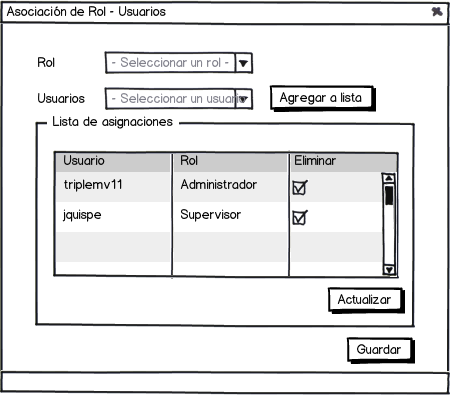 Asociación de Rol - Usuarios
Rol
- Seleccionar un rol -
Usuarios
- Seleccionar un usuario
Agregar a lista
Lista de asignaciones
Usuario Rol Eliminar
triplemv11 Administrador
jquispe Supervisor
Actualizar
Guardar